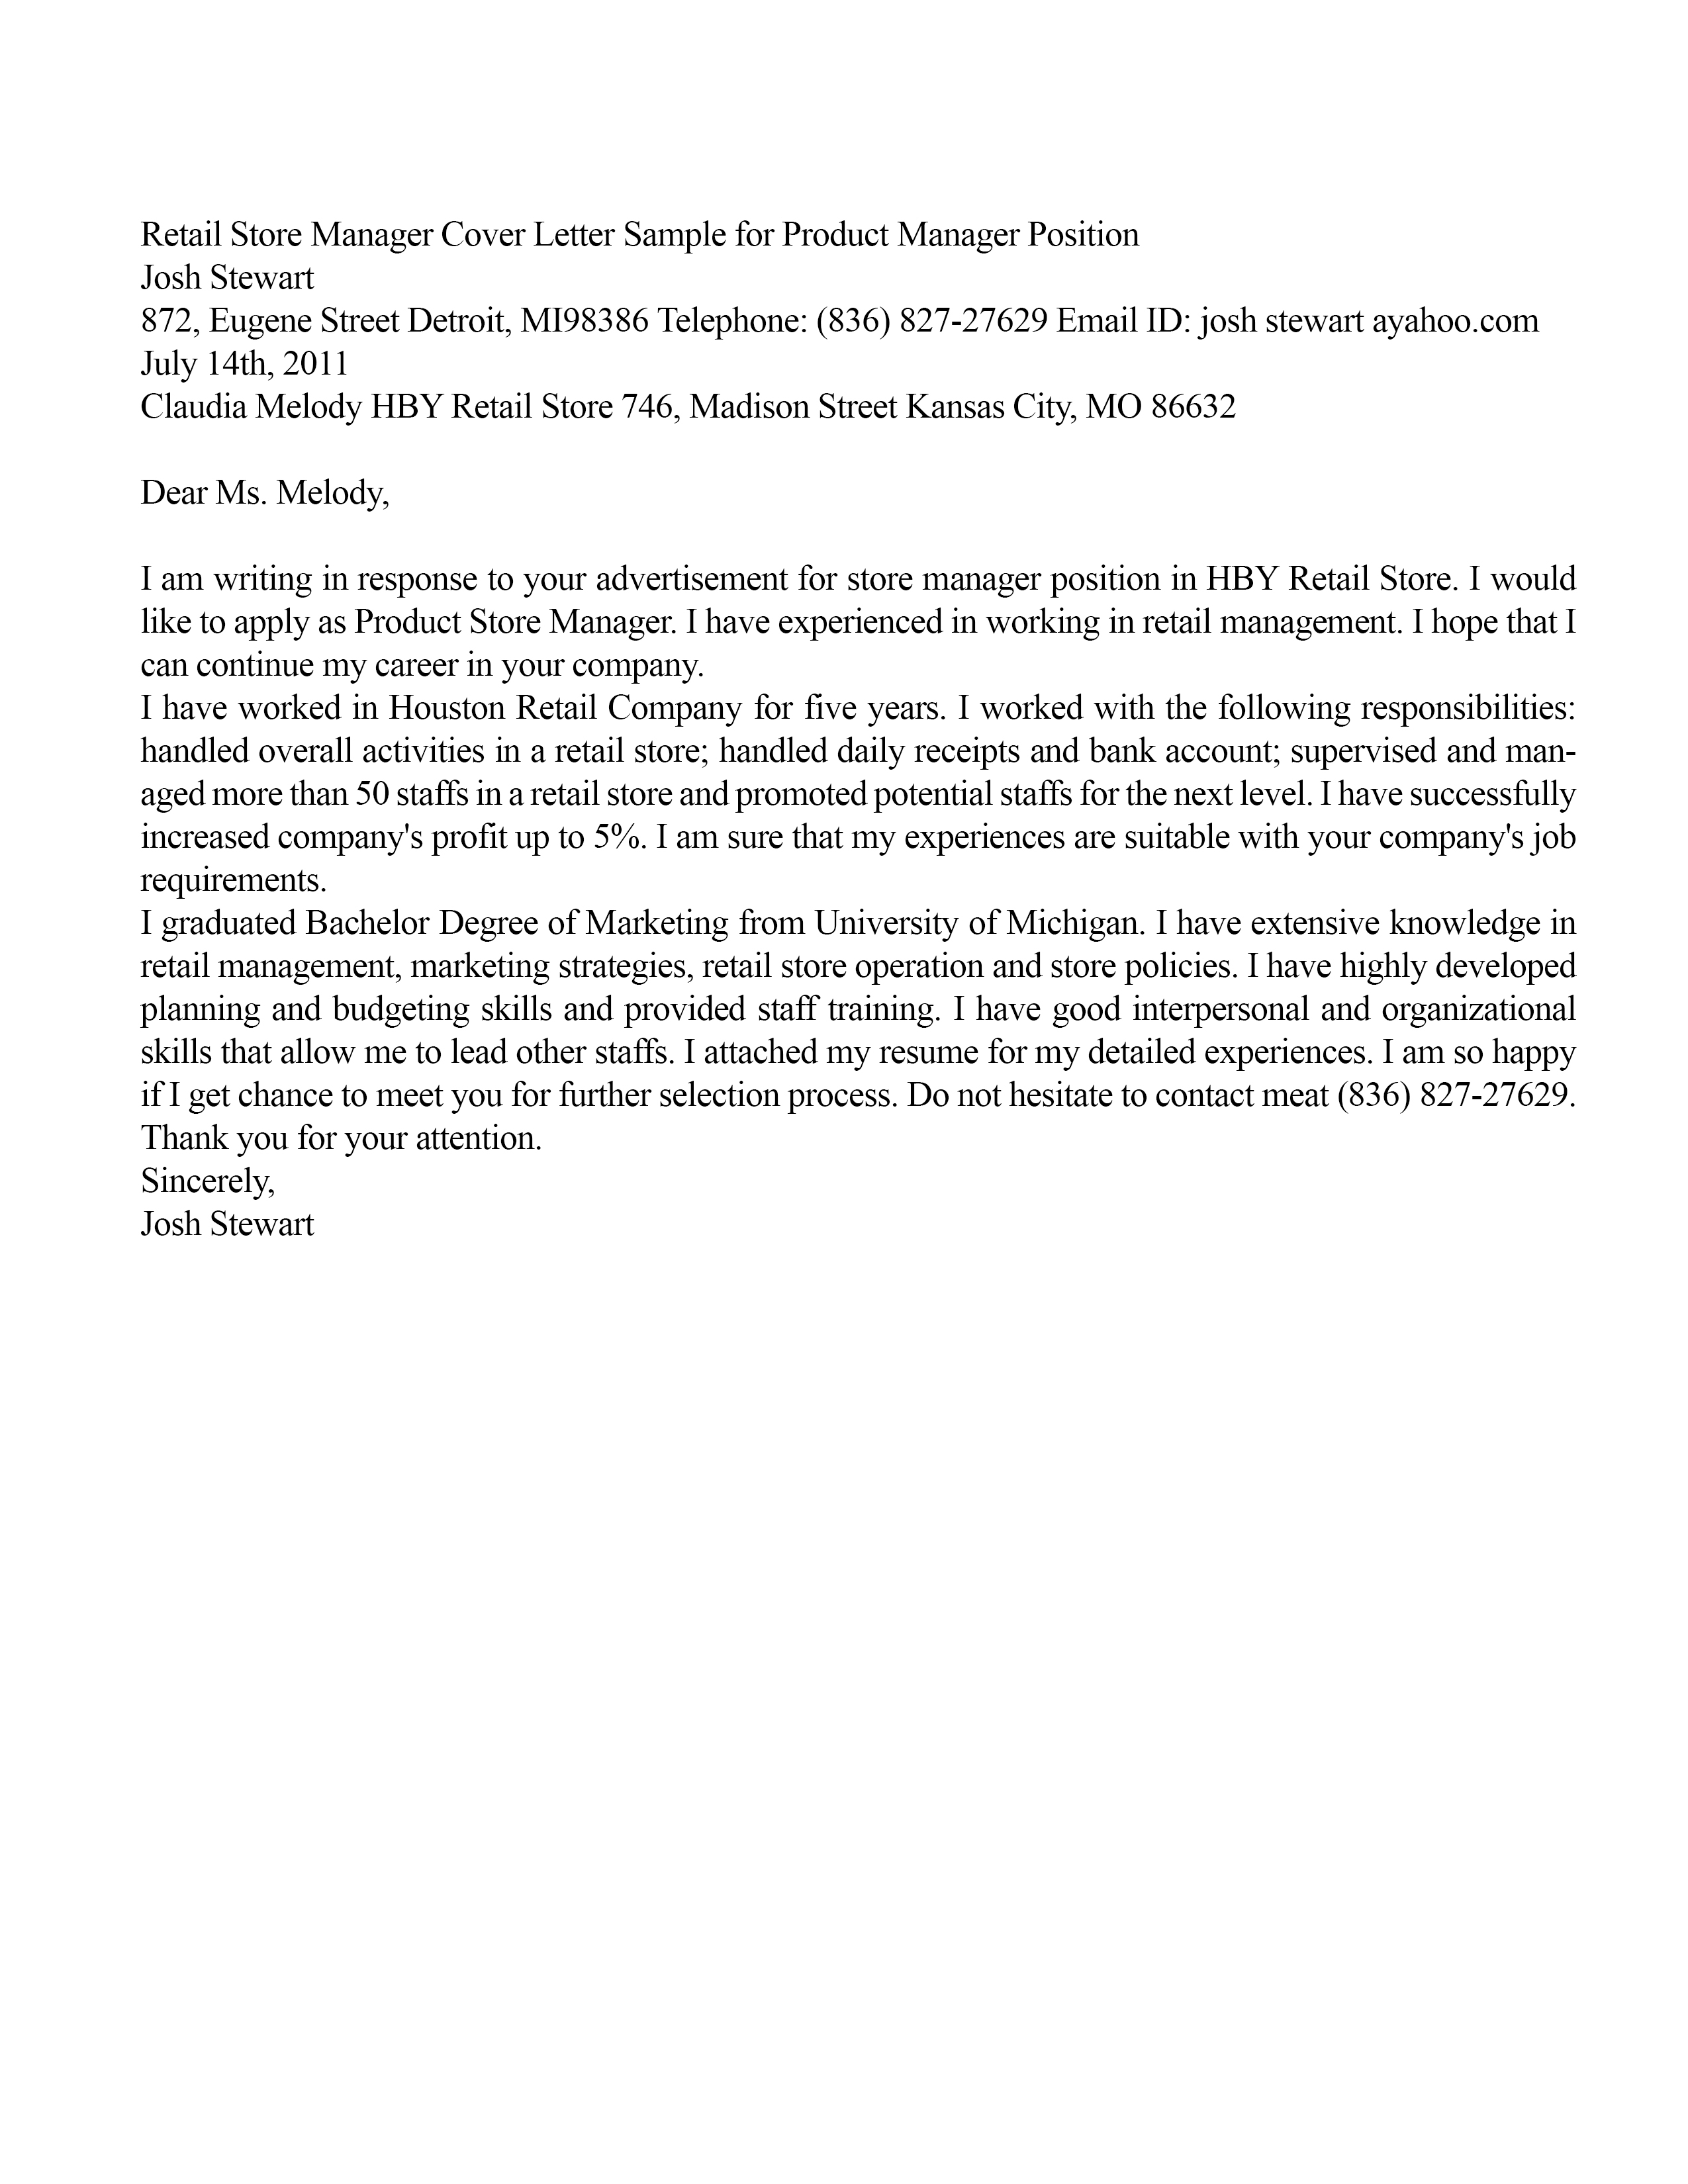 Retail Store Manager Cover Letter Sample for Product Manager Position
Josh Stewart
872, Eugene Street Detroit, MI98386 Telephone: (836) 827-27629 Email ID: josh stewart ayahoo.com
July 14th, 2011
Claudia Melody HBY Retail Store 746, Madison Street Kansas City, MO 86632
Dear Ms. Melody,
I am writing in response to your advertisement for store manager position in HBY Retail Store. I would
like to apply as Product Store Manager. I have experienced in working in retail management. I hope that I
can continue my career in your company.
I have worked in Houston Retail Company for five years. I worked with the following responsibilities:
handled overall activities in a retail store; handled daily receipts and bank account; supervised and man-
aged more than 50 staffs in a retail store and promoted potential staffs for the next level. I have successfully
increased company's profit up to 5%. I am sure that my experiences are suitable with your company's job
requirements.
I graduated Bachelor Degree of Marketing from University of Michigan. I have extensive knowledge in
retail management, marketing strategies, retail store operation and store policies. I have highly developed
planning and budgeting skills and provided staff training. I have good interpersonal and organizational
skills that allow me to lead other staffs. I attached my resume for my detailed experiences. I am so happy
if I get chance to meet you for further selection process. Do not hesitate to contact meat (836) 827-27629.
Thank you for your attention.
Sincerely,
Josh Stewart